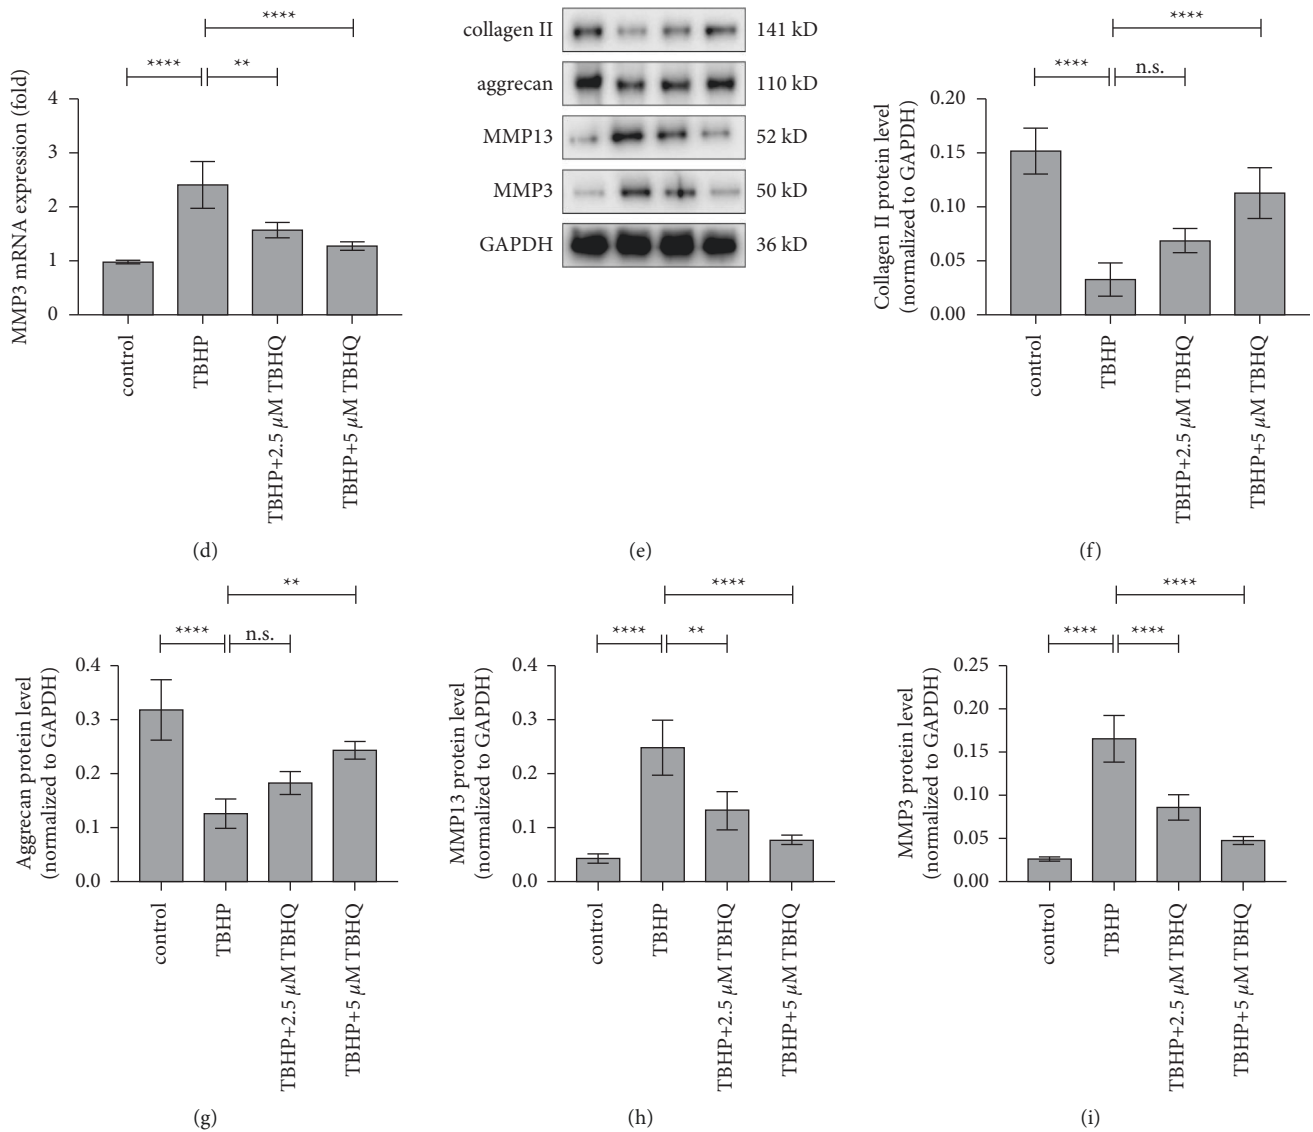 ****
****
**
MMP3 mRNA expression (fold)
4
3
2
1
0
control
TBHP
TBHP+2.5 μM TBHQ
TBHP+5 μM TBHQ
(d)
collagen II
141 kD
aggrecan
110 kD
MMP13
52 kD
MMP3
50 kD
GAPDH
36 kD
(e)
****
****
n.s.
Collagen II protein level
(normalized to GAPDH)
0.20
0.15
0.10
0.05
0.00
control
TBHP
TBHP+2.5 μM TBHQ
TBHP+5 μM TBHQ
(f)
**
****
n.s.
Aggrecan protein level
(normalized to GAPDH)
0.4
0.3
0.2
0.1
0.0
control
TBHP
TBHP+2.5 μM TBHQ
TBHP+5 μM TBHQ
(g)
****
****
**
MMP13 protein level
(normalized to GAPDH)
0.4
0.3
0.2
0.1
0.0
control
TBHP
TBHP+2.5 μM TBHQ
TBHP+5 μM TBHQ
(h)
****
****
****
MMP3 protein level
(normalized to GAPDH)
0.25
0.20
0.15
0.10
0.05
0.00
control
TBHP
TBHP+2.5 μM TBHQ
TBHP+5 μM TBHQ
(i)